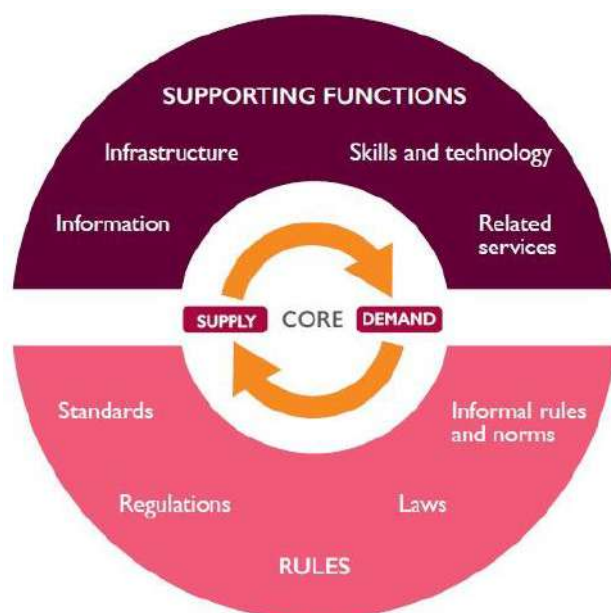 SUPPORTING FUNCTIONS
Infrastructure
Skills and technology
Information
Related
services
SUPPLY
CORE
DEMAND
Standards
Informal rules
and norms
Regulations
Laws
RULES